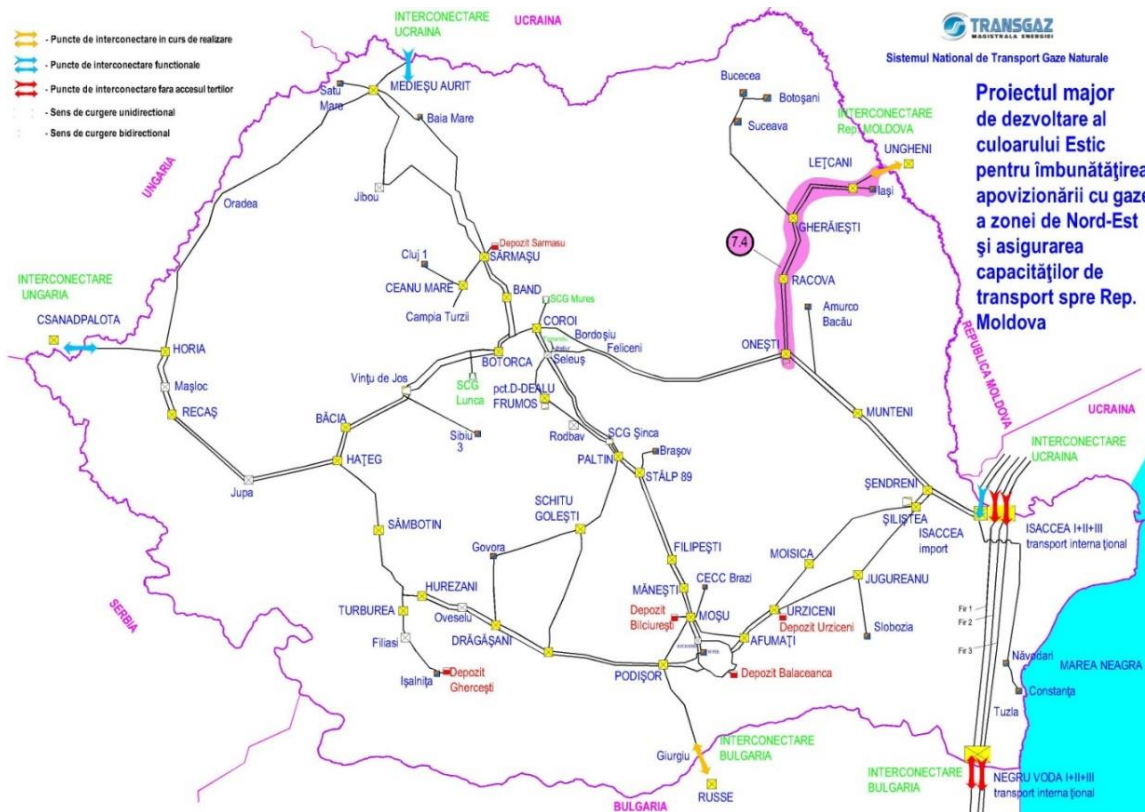 - Puncte de interconectare in curs de realizare
- Puncte de interconectare functionale
- Puncte de interconectare fara accesul tertilor
- Sens de curgere unidirectional
- Sens de curgere bidirectional
TRANSGAZ
MAGISTRALA ENERGIEI
Sistemul National de Transport Gaze Naturale
Proiectul major
de dezvoltare al
culoarului Estic
pentru îmbunătăţirea
apovizionării cu gaze
a zonei de Nord-Est
şi asigurarea
capacităţilor de
transport spre Rep.
Moldova
INTERCONECTARE
UCRAINA
UCRAINA
MEDIEŞU AURIT
Satu
Mare
Baia Mare
Bucecea
Botoşani
Suceava
INTERCONECTARE
Rep. MOLDOVA
UNGHENI
LEŢCANI
Iaşi
UNGARIA
Jibou
Oradea
GHERĂIEŞTI
7.4
Depozit Sarmasu
SĂRMAŞU
Cluj 1
CEANU MARE
Campia Turzii
BAND
RACOVA
INTERCONECTARE
UNGARIA
CSANADPALOTA
SCG Mures
COROI
Bordoşiu
Feliceni
Amurco
Bacău
REPUBLICA MOLDOVA
HORIA
BOTORCA
Seleuş
ONEŞTI
Maşloc
Vinţu de Jos
SCG
Lunca
pct.D-DEALU
FRUMOS
RECAŞ
BĂCIA
Sibiu
3
Rodbav
SCG Şinca
MUNTENI
UCRAINA
HAŢEG
PALTIN
Braşov
STÂLP 89
INTERCONECTARE
UCRAINA
Jupa
ŞENDRENI
SCHITU
GOLEŞTI
ŞILIŞTEA
ISACCEA
import
ISACCEA I+II+III
transport interna ţional
SÂMBOTIN
Govora
FILIPEŞTI
MOISICA
JUGUREANU
HUREZANI
MĂNEŞTI
CECC Brazi
TURBUREA
Oveselu
Depozit
Bilciureşti
MOŞU
URZICENI
Depozit Urziceni
Slobozia
Fir 1
Fir 2
Fir 3
SERBIA
Filiasi
DRĂGĂŞANI
AFUMAŢI
Işalniţa
Depozit
Gherceşti
PODIŞOR
Depozit Balaceanca
Năvodari
MAREA NEAGRA
Constanţa
Tuzla
Giurgiu
INTERCONECTARE
BULGARIA
RUSSE
BULGARIA
INTERCONECTARE
BULGARIA
NEGRU VODA I+II+III
transport interna ţional